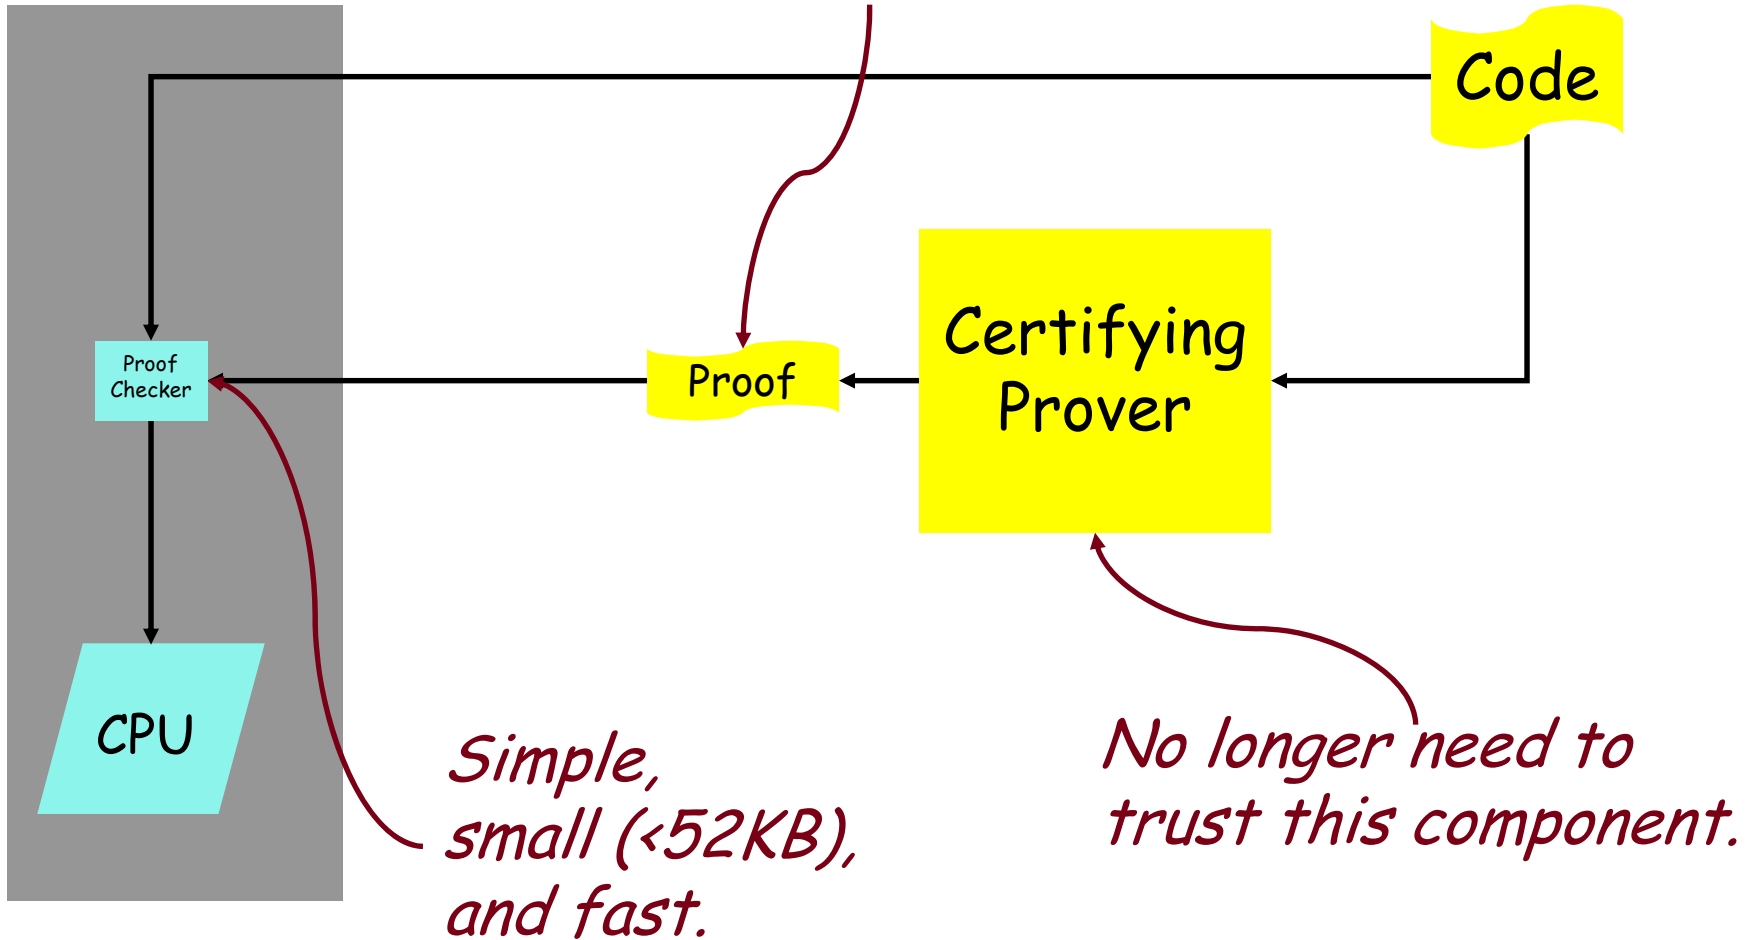 Code
Certifying
Prover
Proof
Proof
Checker
CPU
Simple,
small (<52KB),
and fast.
No longer need to
trust this component.